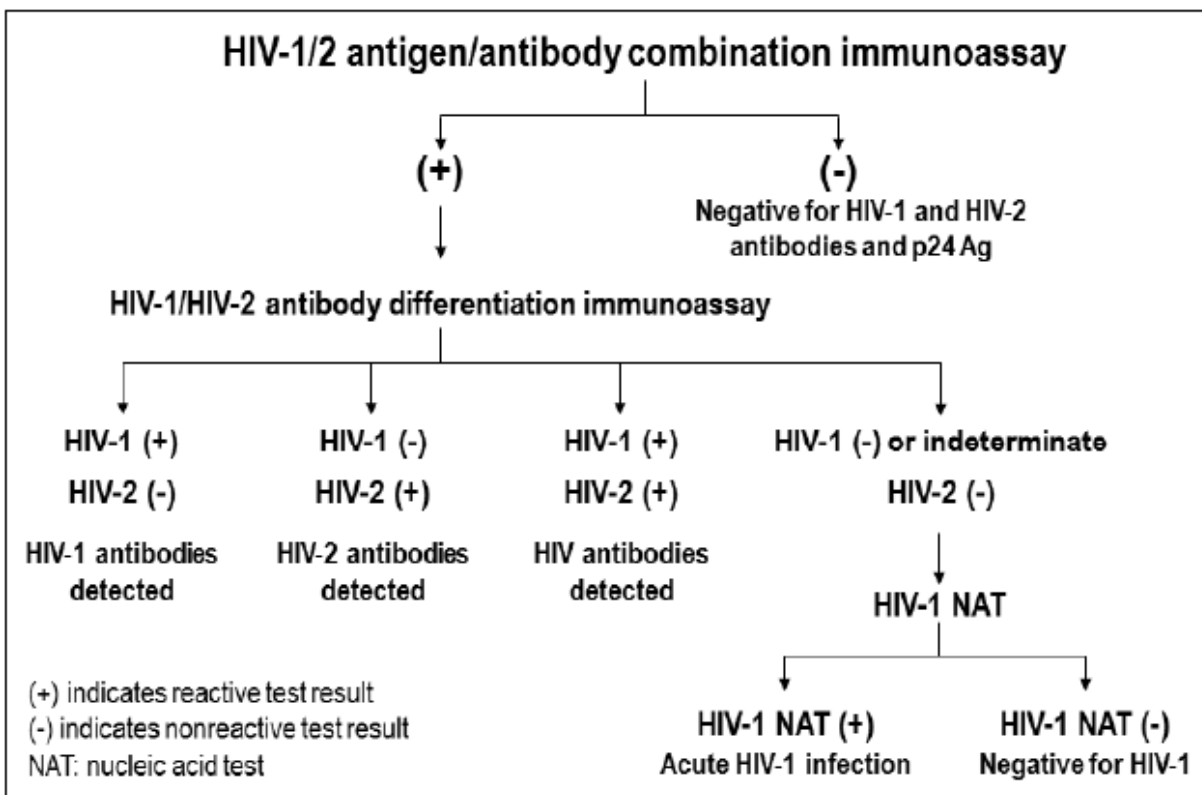 HIV-1/2 antigen/antibody combination immunoassay
(+)
(-)
Negative for HIV-1 and HIV-2
antibodies and p24 Ag
HIV-1/HIV-2 antibody differentiation immunoassay
HIV-1 (+)
HIV-2 (-)
HIV-1 antibodies
detected
HIV-1 (-)
HIV-2 (+)
HIV-2 antibodies
detected
HIV-1 (+)
HIV-2 (+)
HIV antibodies
detected
HIV-1 (-) or indeterminate
HIV-2 (-)
HIV-1 NAT
HIV-1 NAT (+)
Acute HIV-1 infection
HIV-1 NAT (-)
Negative for HIV-1
(+) indicates reactive test result
(-) indicates nonreactive test result
NAT: nucleic acid test